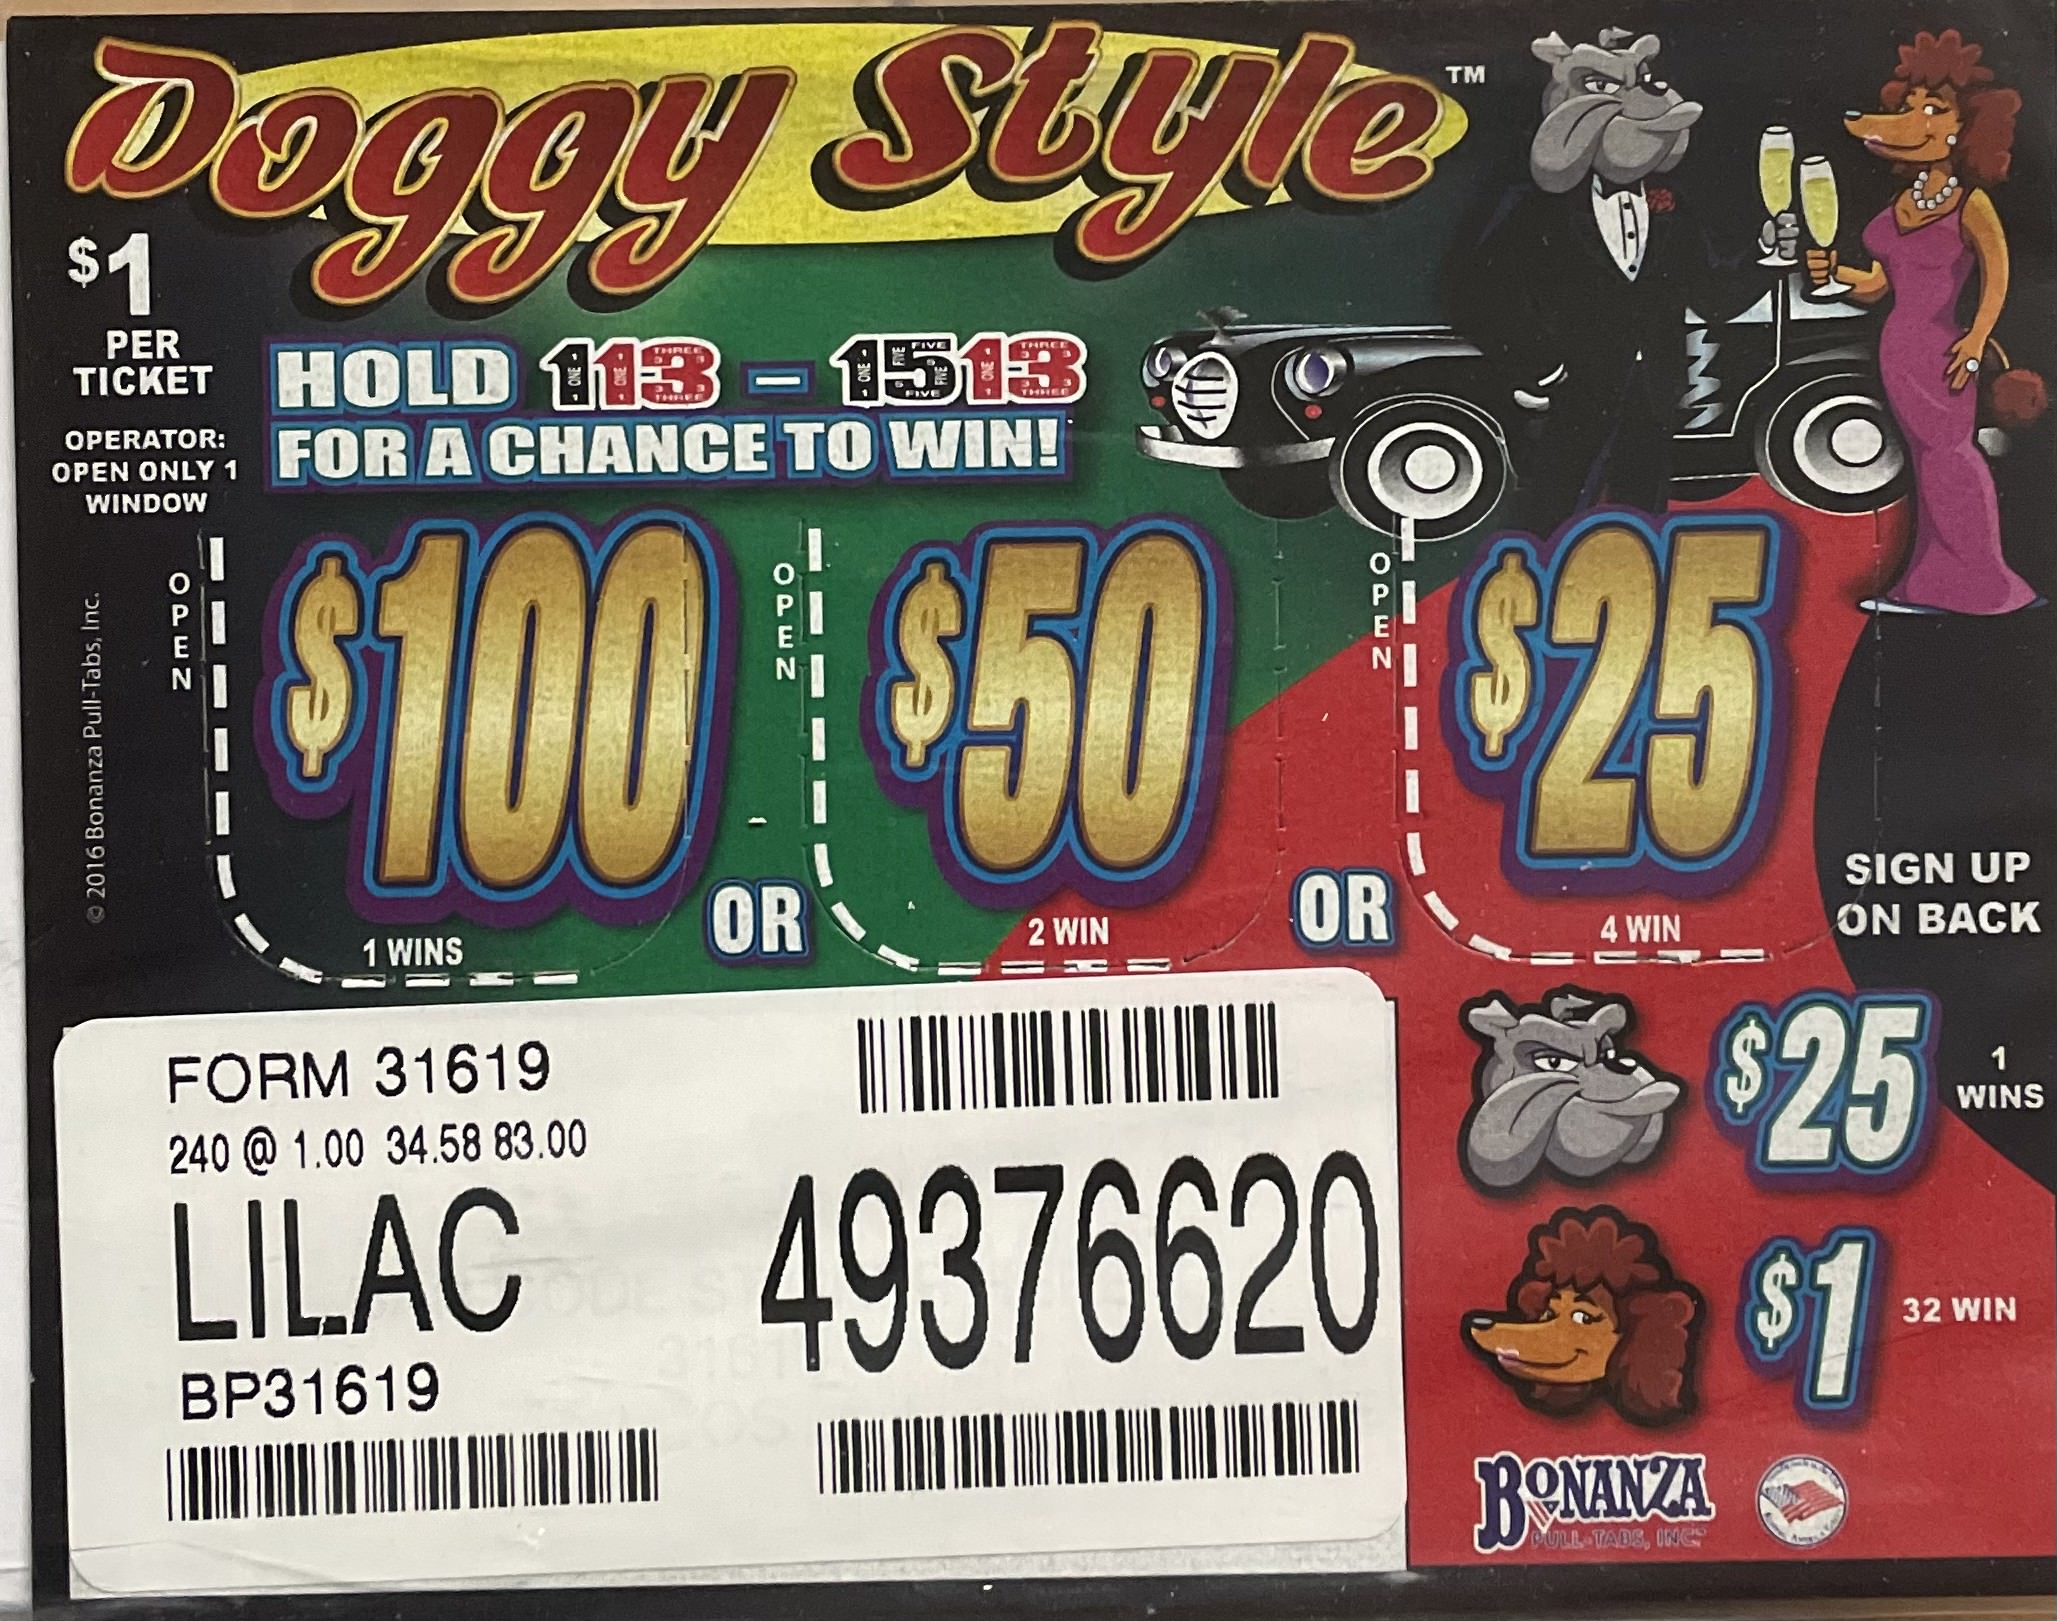 Doggy Style™
$1
PER
TICKET
HOLD 113 – 1513
FOR A CHANCE TO WIN!
OPERATOR:
OPEN ONLY 1
WINDOW
© 2016 Bonanza Pull-Tabs, Inc.
OPEN
$100
1 WINS
OR
OPEN
$50
2 WIN
OR
OPEN
$25
4 WIN
SIGN UP
ON BACK
$25
1
WINS
$1
32 WIN
FORM 31619
240 @ 1.00 34.58 83.00
LILAC
BP31619
49376620
BONANZA
PULL-TABS, INC.